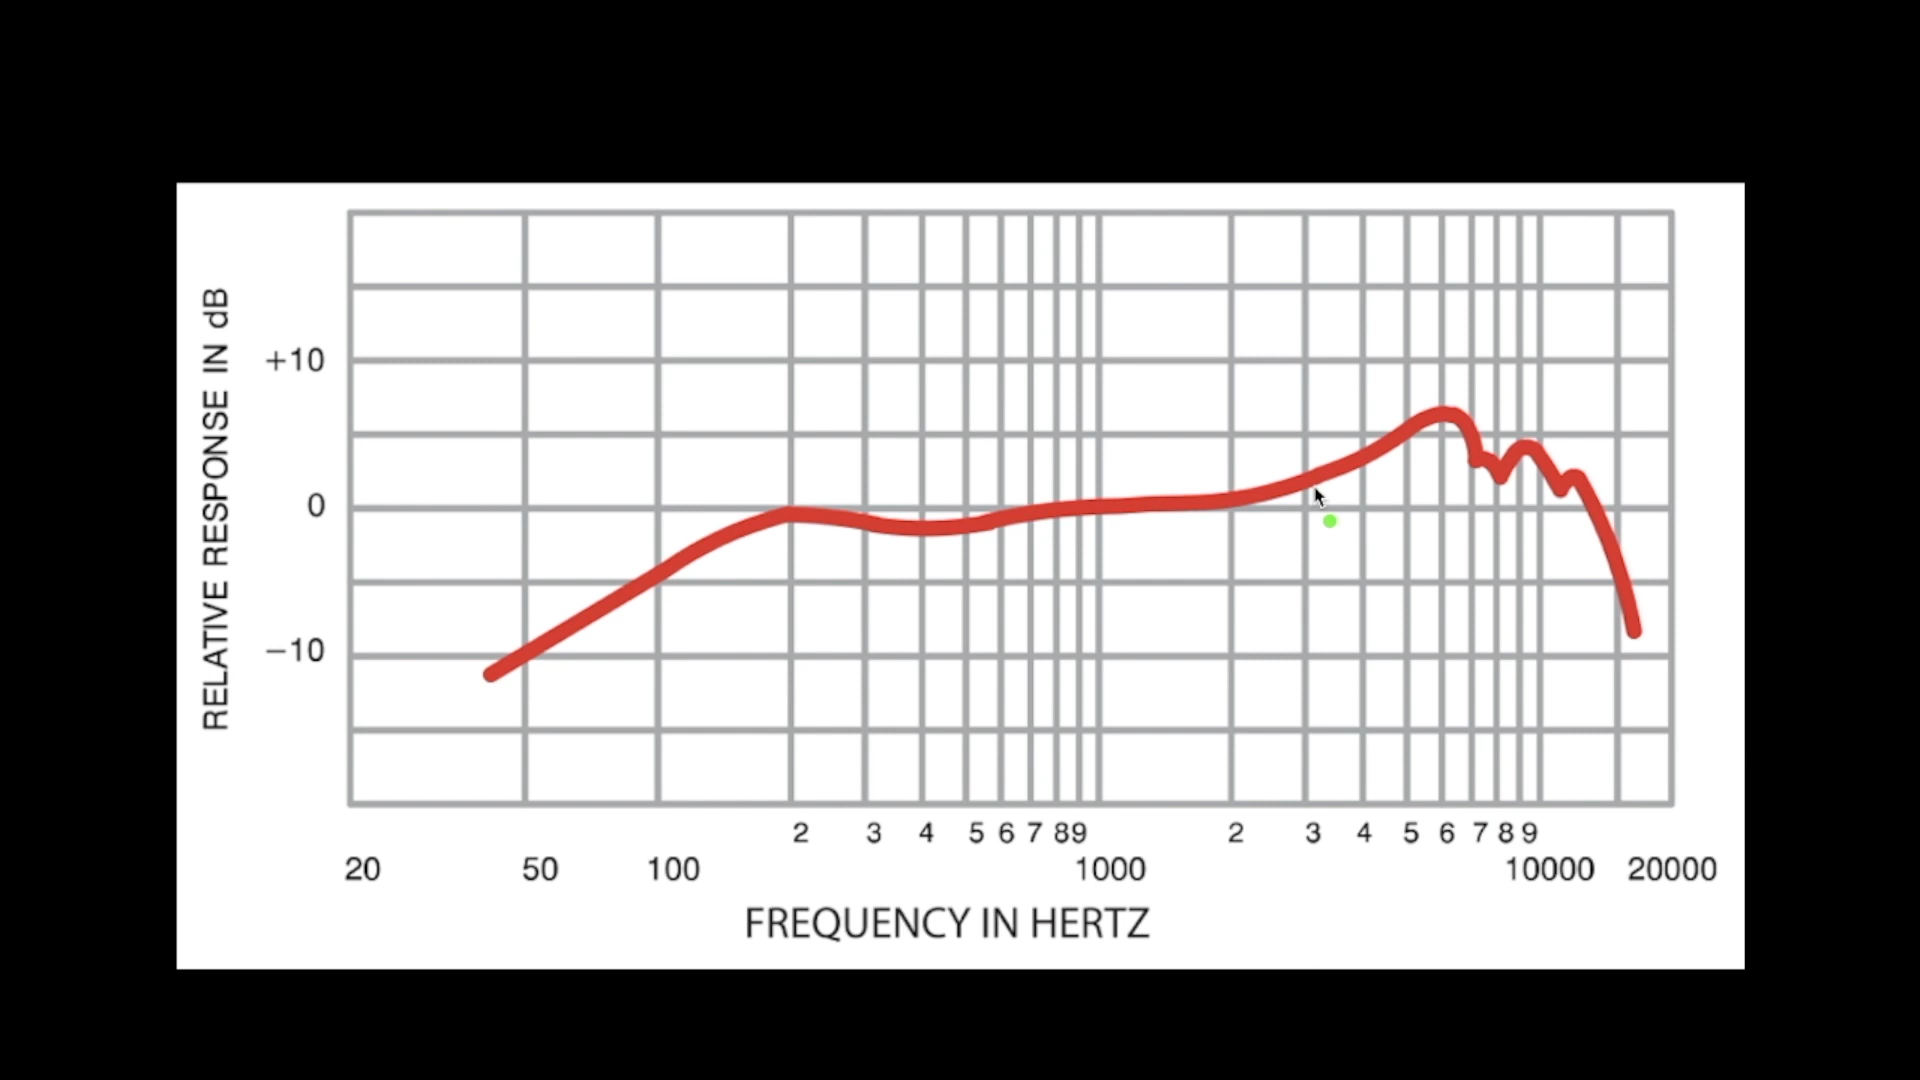 RELATIVE RESPONSE IN dB
+10
0
−10
2 3 4 5 6 7 8 9 2 3 4 5 6 7 8 9
20 50 100 1000 10000 20000
FREQUENCY IN HERTZ